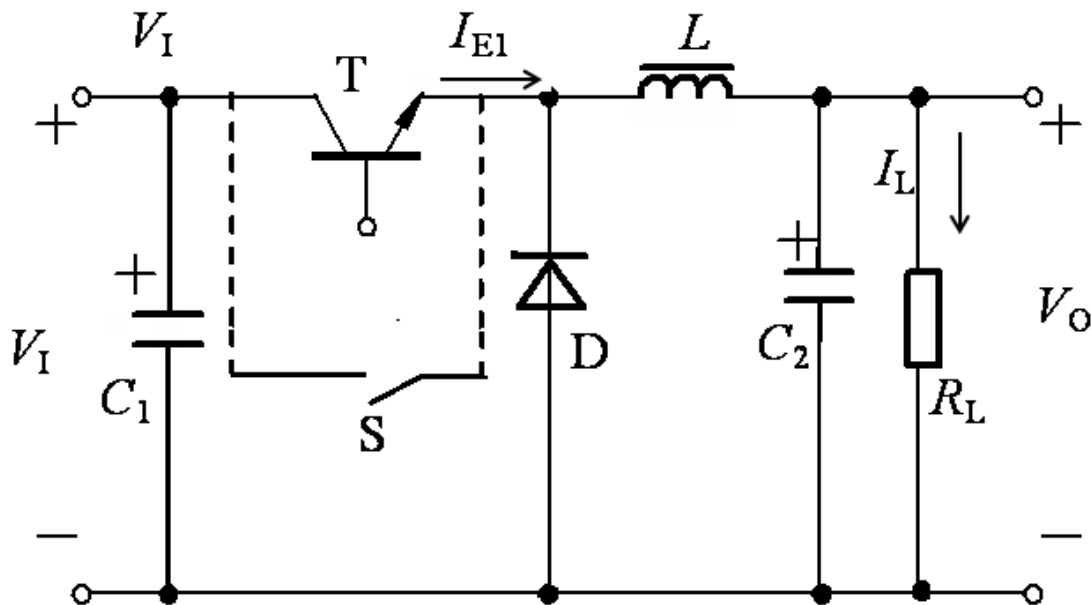 V_I
I_E1
L
T
+
+
I_L
+
+
V_I
C_1
S
D
C_2
R_L
V_O
−
−